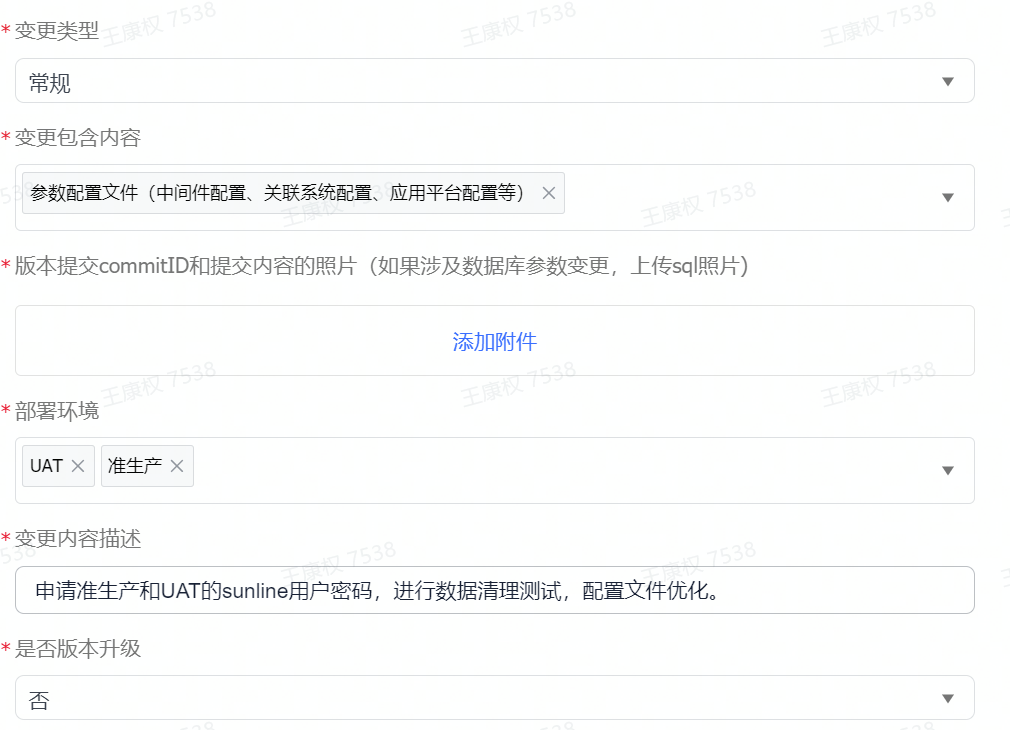 * 变更类型
常规
* 变更包含内容
参数配置文件（中间件配置、关联系统配置、应用平台配置等） ×
* 版本提交commitID和提交内容的照片（如果涉及数据库参数变更，上传sql照片)
添加附件
* 部署环境
UAT × 准生产 ×
* 变更内容描述
申请准生产和UAT的sunline用户密码，进行数据清理测试，配置文件优化。
* 是否版本升级
否
王康权 7538